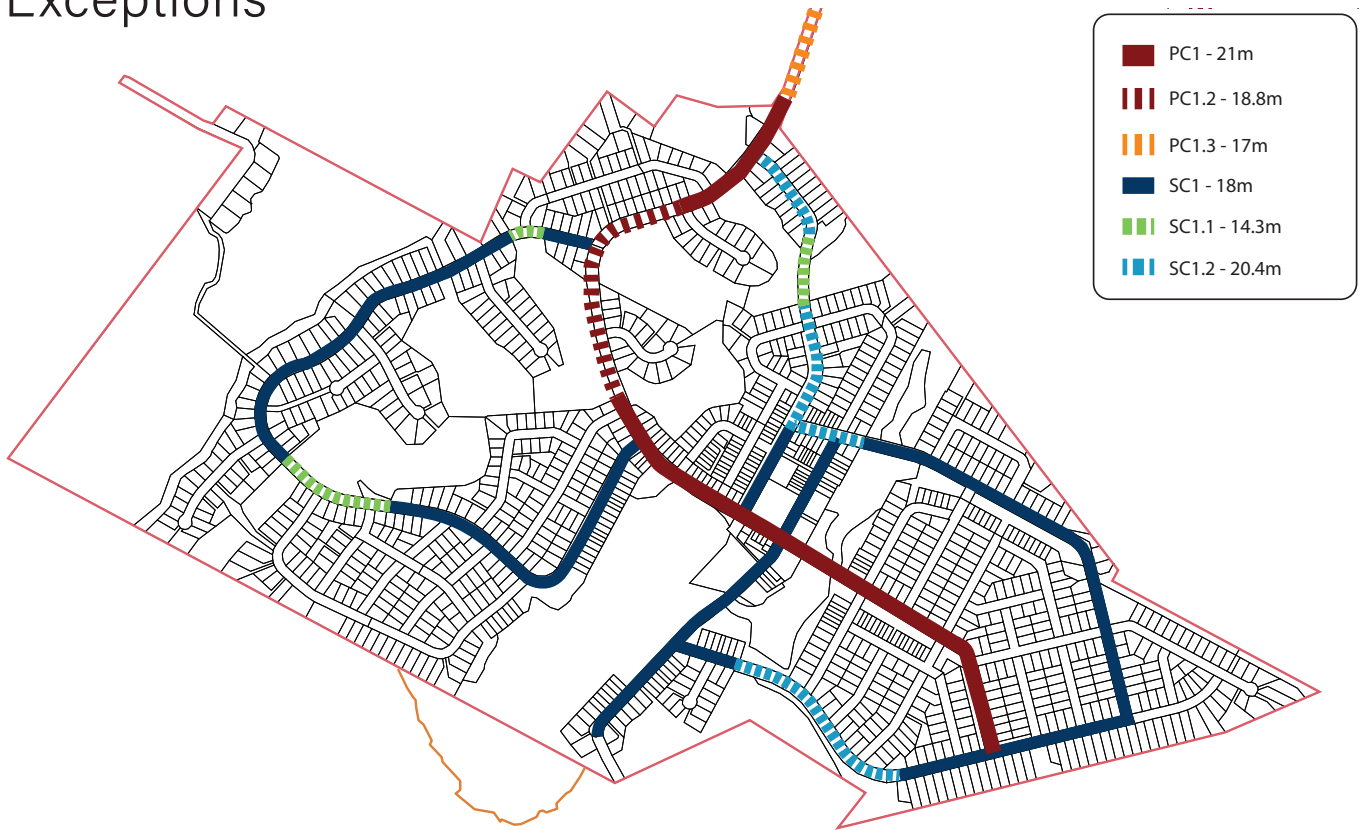 Exceptions
PC1 - 21m
PC1.2 - 18.8m
PC1.3 - 17m
SC1 - 18m
SC1.1 - 14.3m
SC1.2 - 20.4m